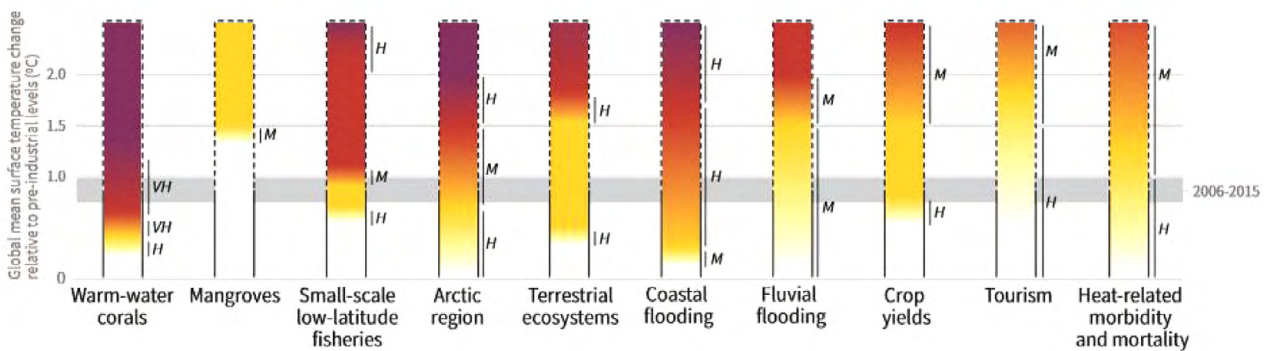 Global mean surface temperature change
relative to pre-industrial levels (ºC)
2.0
1.5
1.0
0
2006-2015
VH
VH
H
M
H
M
H
H
H
M
H
H
H
H
H
M
M
M
M
H
M
H
M
H
Warm-water
corals
Mangroves
Small-scale
low-latitude
fisheries
Arctic
region
Terrestrial
ecosystems
Coastal
flooding
Fluvial
flooding
Crop
yields
Tourism
Heat-related
morbidity
and mortality